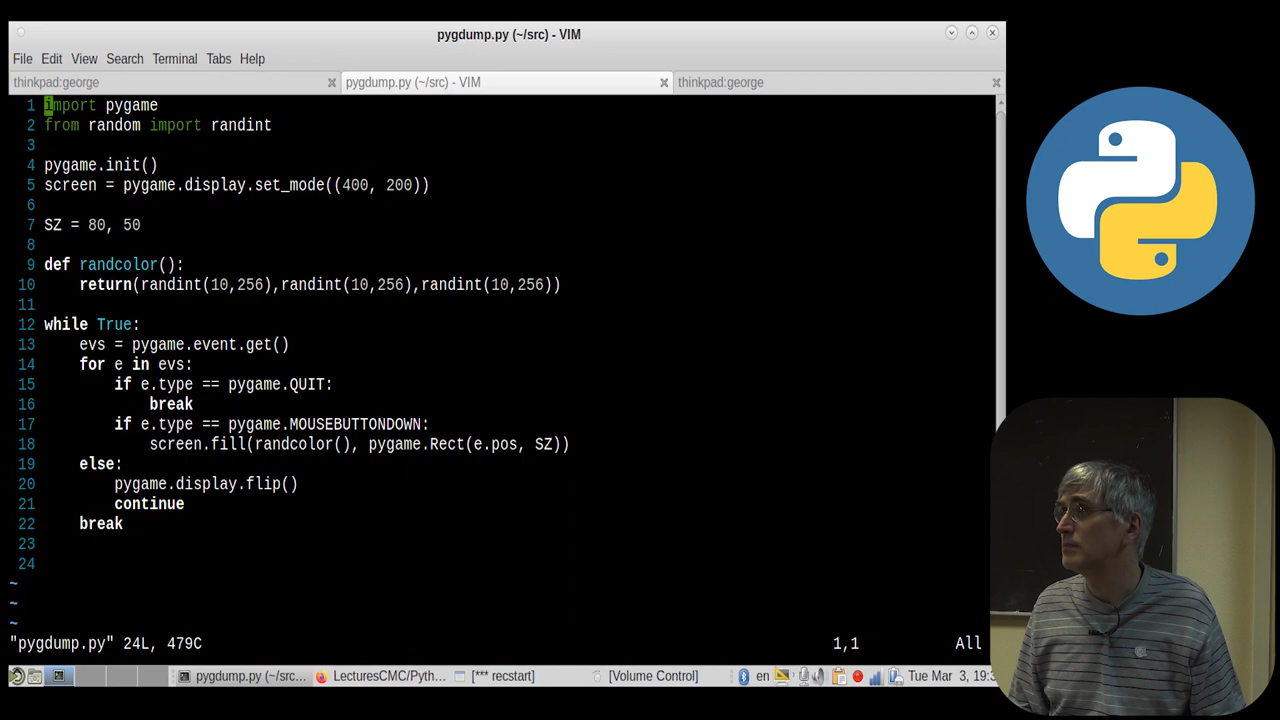 pygdump.py (~/src) - VIM
File Edit View Search Terminal Tabs Help
thinkpad:george pygdump.py (~/src) - VIM thinkpad:george
1 import pygame
2 from random import randint
3
4 pygame.init()
5 screen = pygame.display.set_mode((400, 200))
6
7 SZ = 80, 50
8
9 def randcolor():
10     return(randint(10,256),randint(10,256),randint(10,256))
11
12 while True:
13     evs = pygame.event.get()
14     for e in evs:
15         if e.type == pygame.QUIT:
16             break
17         if e.type == pygame.MOUSEBUTTONDOWN:
18             screen.fill(randcolor(), pygame.Rect(e.pos, SZ))
19     else:
20         pygame.display.flip()
21         continue
22     break
23
24
~
~
~
"pygdump.py" 24L, 479C 1,1 All
pygdump.py (~/src... LecturesCMC/Pyth... [*** recstart] [Volume Control] en Tue Mar 3, 19: